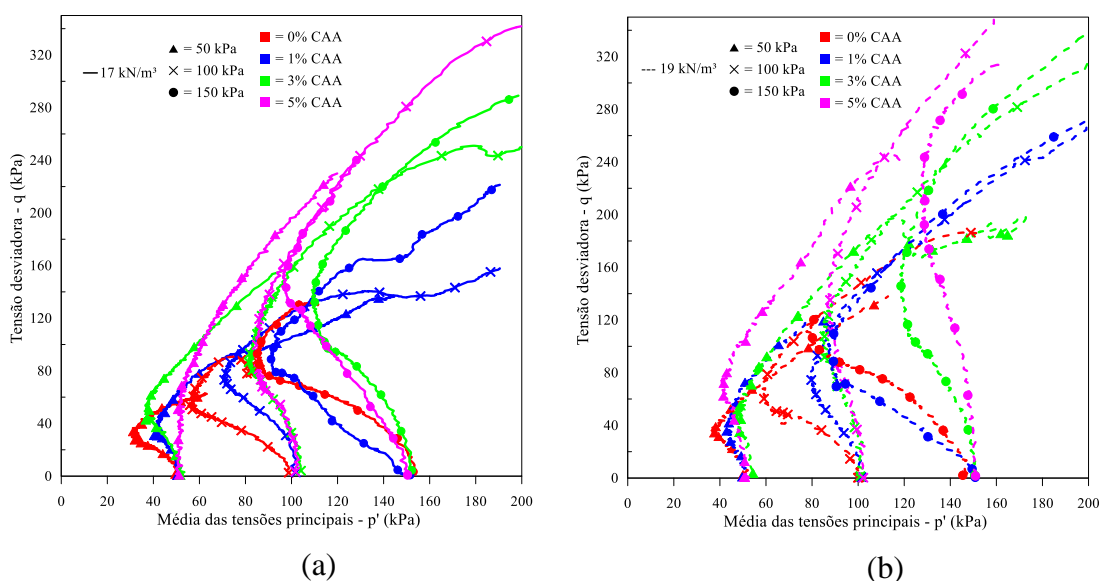 320
280
240
200
160
120
80
40
0
Tensão desviadora - q (kPa)
17 kN/m³
= 50 kPa
= 100 kPa
= 150 kPa
= 0% CAA
= 1% CAA
= 3% CAA
= 5% CAA
0 20 40 60 80 100 120 140 160 180 200
Média das tensões principais - p' (kPa)
(a)
320
280
240
200
160
120
80
40
0
Tensão desviadora - q (kPa)
19 kN/m³
= 50 kPa
= 100 kPa
= 150 kPa
= 0% CAA
= 1% CAA
= 3% CAA
= 5% CAA
0 20 40 60 80 100 120 140 160 180 200
Média das tensões principais - p' (kPa)
(b)